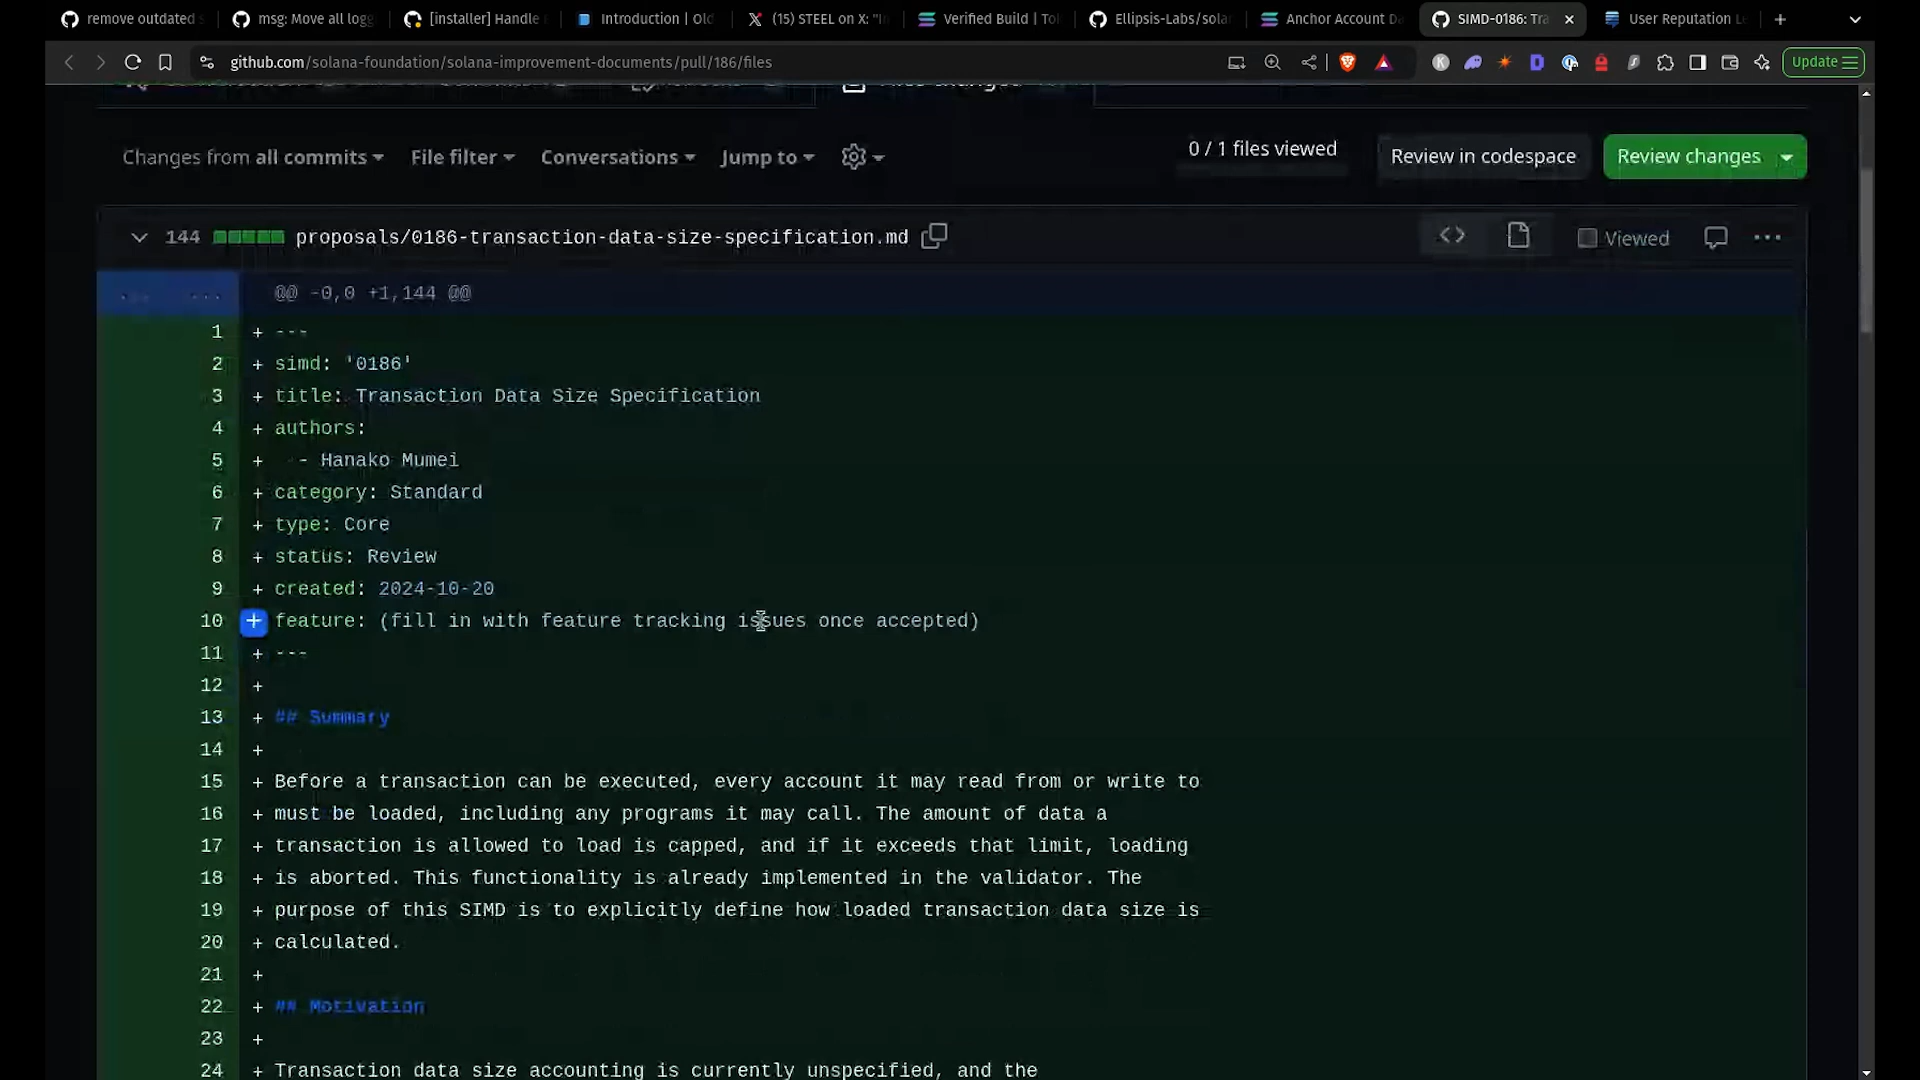 remove outdated
msg: Move all logg
[installer] Handle
Introduction | Old
(15) STEEL on X: "I
Verified Build |
Ellipsis-Labs/sola
Anchor Account Da
SIMD-0186: Tra
User Reputation
github.com/solana-foundation/solana-improvement-documents/pull/186/files
Update
Changes from all commits
File filter
Conversations
Jump to
0 / 1 files viewed
Review in codespace
Review changes
144 proposals/0186-transaction-data-size-specification.md
Viewed
@@ -0,0 +1,144 @@
1 + ---
2 + simd: '0186'
3 + title: Transaction Data Size Specification
4 + authors:
5 +   - Hanako Mumei
6 + category: Standard
7 + type: Core
8 + status: Review
9 + created: 2024-10-20
10 + feature: (fill in with feature tracking issues once accepted)
11 + ---
12 +
13 + ## Summary
14 +
15 + Before a transaction can be executed, every account it may read from or write to
16 + must be loaded, including any programs it may call. The amount of data a
17 + transaction is allowed to load is capped, and if it exceeds that limit, loading
18 + is aborted. This functionality is already implemented in the validator. The
19 + purpose of this SIMD is to explicitly define how loaded transaction data size is
20 + calculated.
21 +
22 + ## Motivation
23 +
24 + Transaction data size accounting is currently unspecified, and the